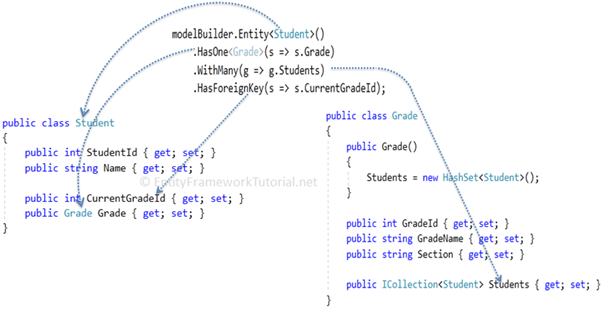 modelBuilder.Entity<Student>()
.HasOne<Grade>(s => s.Grade)
.WithMany(g => g.Students)
.HasForeignKey(s => s.CurrentGradeId);
public class Student
{
public int StudentId { get; set; }
public string Name { get; set; }
public int CurrentGradeId { get; set; }
public Grade Grade { get; set; }
}
© EntityFrameworkTutorial.net
public class Grade
{
public Grade()
{
Students = new HashSet<Student>();
}
public int GradeId { get; set; }
public string GradeName { get; set; }
public string Section { get; set; }
public ICollection<Student> Students { get; set; }
}